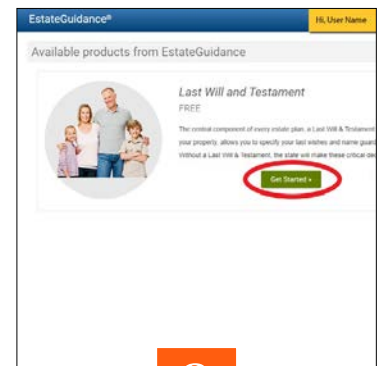 EstateGuidance®
Hi, User Name
Available products from EstateGuidance
Last Will and Testament
FREE
The central component of every estate plan, a Last Will & Testament
your property, allows you to specify your last wishes and name guard
Without a Last Will & Testament, the state will make these critical dec
Get Started »